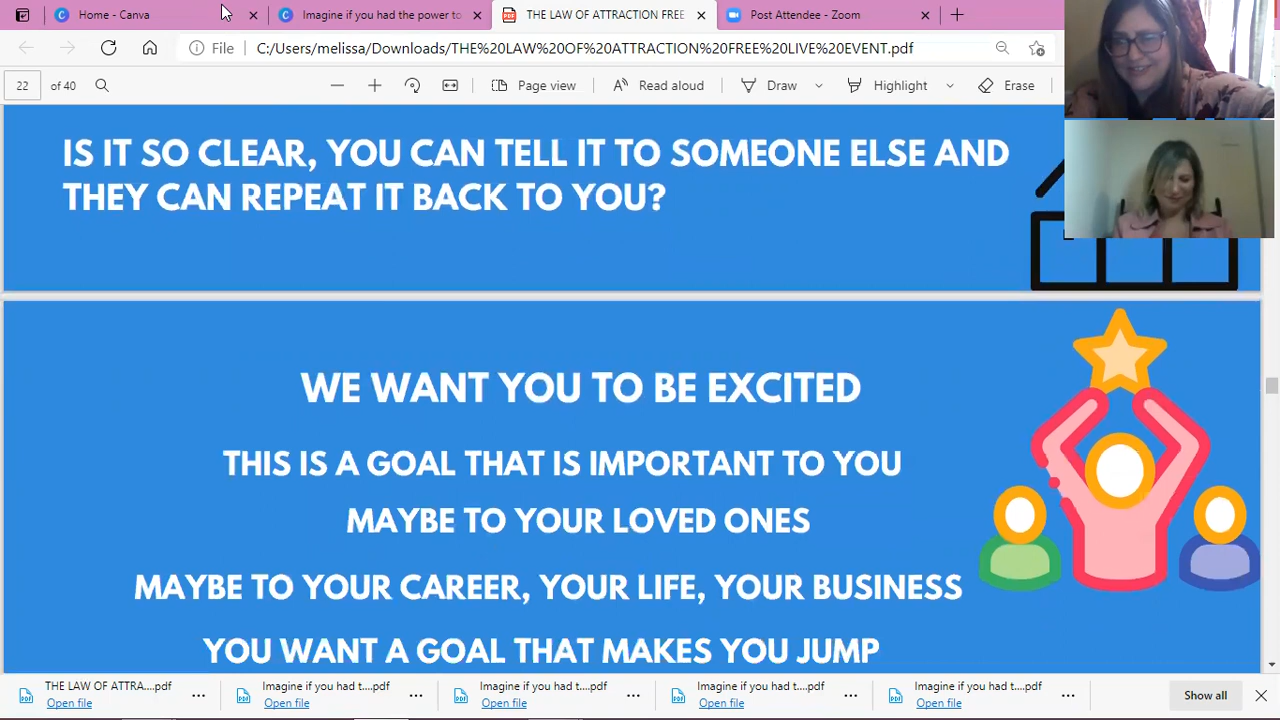 Home - Canva
Imagine if you had the power to
THE LAW OF ATTRACTION FREE
Post Attendee - Zoom
File
C:/Users/melissa/Downloads/THE%20LAW%20OF%20ATTRACTION%20FREE%20LIVE%20EVENT.pdf
22 of 40
Page view
Read aloud
Draw
Highlight
Erase
IS IT SO CLEAR, YOU CAN TELL IT TO SOMEONE ELSE AND
THEY CAN REPEAT IT BACK TO YOU?
WE WANT YOU TO BE EXCITED
THIS IS A GOAL THAT IS IMPORTANT TO YOU
MAYBE TO YOUR LOVED ONES
MAYBE TO YOUR CAREER, YOUR LIFE, YOUR BUSINESS
YOU WANT A GOAL THAT MAKES YOU JUMP
THE LAW OF ATTRA....pdf
Open file
Imagine if you had t....pdf
Open file
Imagine if you had t....pdf
Open file
Imagine if you had t....pdf
Open file
Imagine if you had t....pdf
Open file
Show all